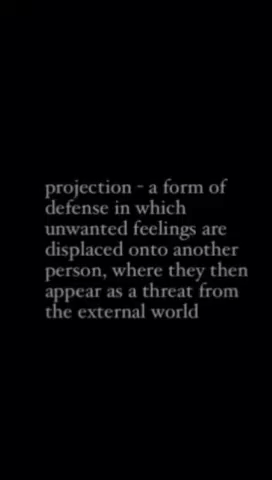 projection - a form of
defense in which
unwanted feelings are
displaced onto another
person, where they then
appear as a threat from
the external world